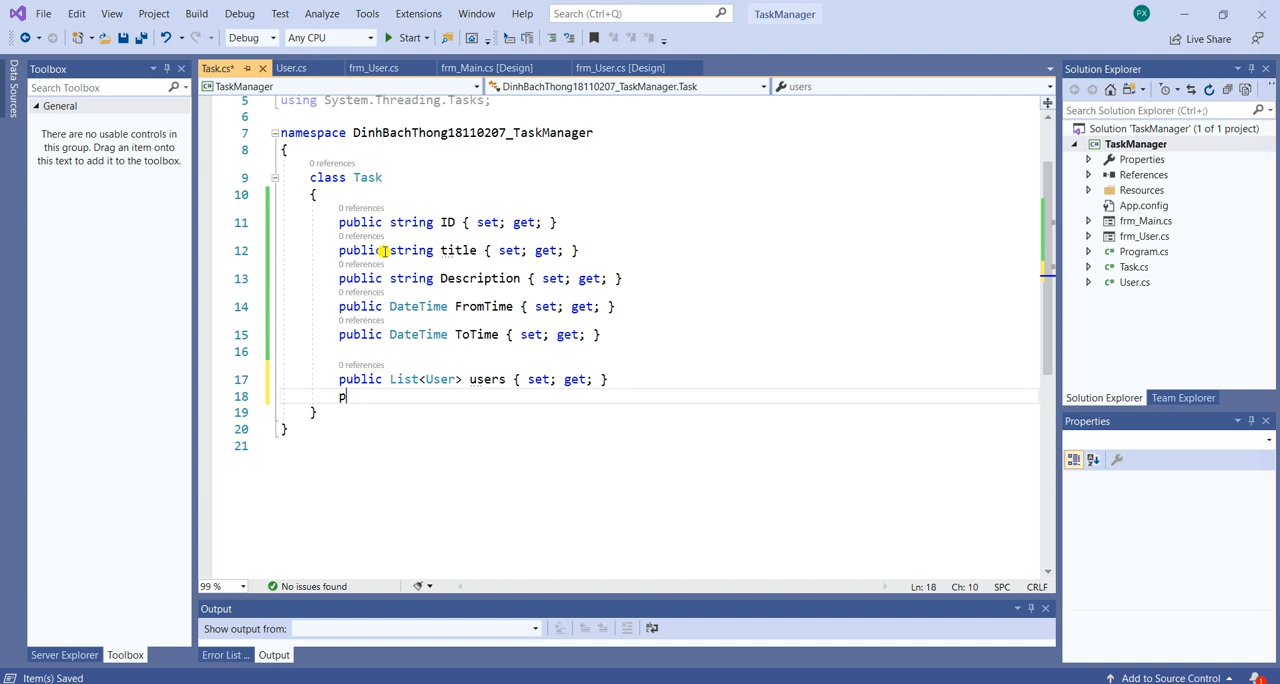 File Edit View Project Build Debug Test Analyze Tools Extensions Window Help Search (Ctrl+Q) TaskManager PX
Debug Any CPU Start Live Share
Data Sources
Toolbox
Search Toolbox
General
There are no usable controls in
this group. Drag an item onto
this text to add it to the toolbox.
Server Explorer Toolbox
Task.cs* User.cs frm_User.cs frm_Main.cs [Design] frm_User.cs [Design]
TaskManager DinhBachThong18110207_TaskManager.Task users
5 using System.Threading.Tasks;
6
7 namespace DinhBachThong18110207_TaskManager
8 {
0 references
9 class Task
10 {
0 references
11 public string ID { set; get; }
0 references
12 public string title { set; get; }
0 references
13 public string Description { set; get; }
0 references
14 public DateTime FromTime { set; get; }
0 references
15 public DateTime ToTime { set; get; }
16
0 references
17 public List<User> users { set; get; }
18 p
19 }
20 }
21
99 % No issues found Ln: 18 Ch: 10 SPC CRLF
Output
Show output from:
Error List ... Output
Solution Explorer
Search Solution Explorer (Ctrl+;)
Solution 'TaskManager' (1 of 1 project)
TaskManager
Properties
References
Resources
App.config
frm_Main.cs
frm_User.cs
Program.cs
Task.cs
User.cs
Solution Explorer Team Explorer
Properties
Item(s) Saved Add to Source Control 1